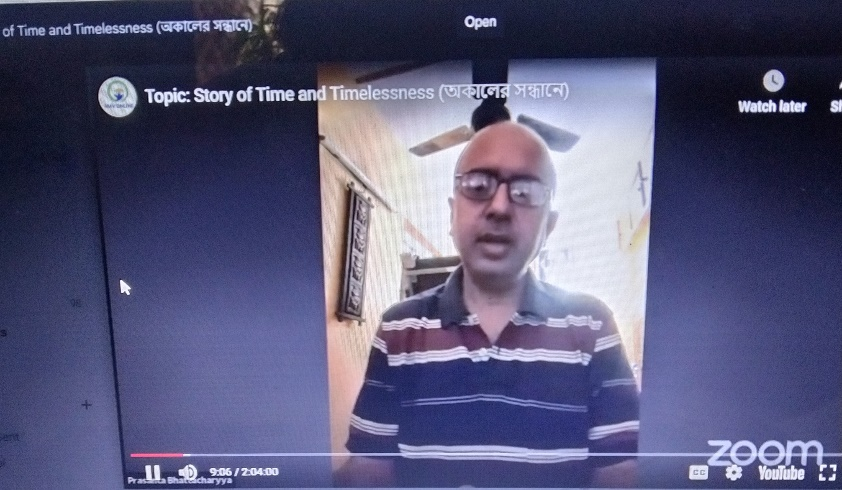 of Time and Timelessness (অকালের সন্ধানে)
Open
Topic: Story of Time and Timelessness (অকালের সন্ধানে)
Watch later
zoom
9:06 / 2:04:00
CC
YouTube
Prasanta Bhattacharyya